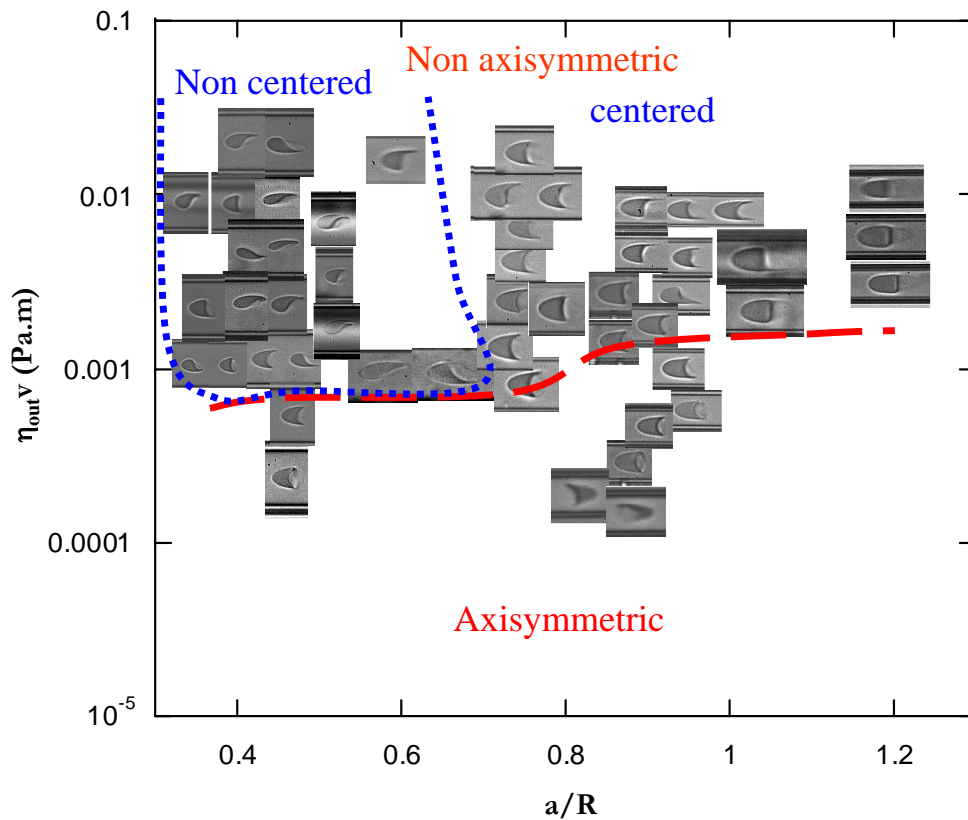 0.1
Non axisymmetric
Non centered
centered
0.01
0.001
0.0001
10-5
ηoutv (Pa.m)
Axisymmetric
0.4 0.6 0.8 1 1.2
a/R